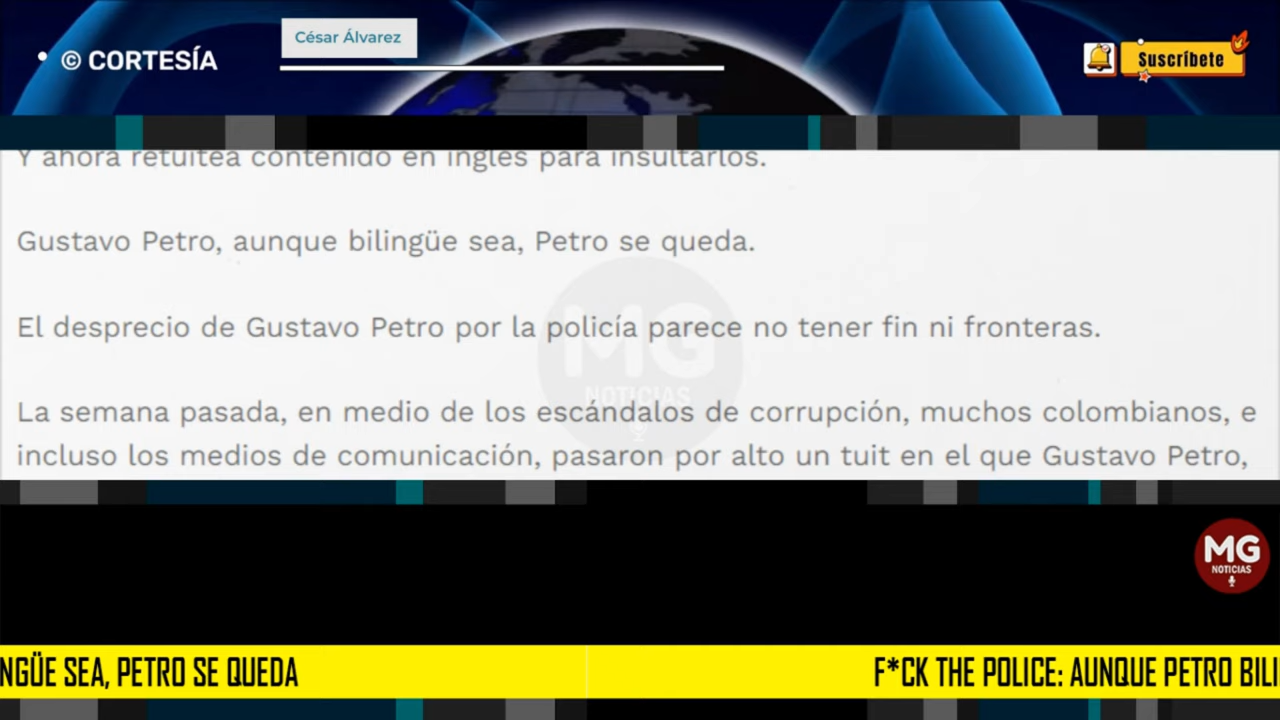 César Álvarez
© CORTESÍA
Suscríbete
Y ahora retuitea contenido en inglés para insultarlos.
Gustavo Petro, aunque bilingüe sea, Petro se queda.
El desprecio de Gustavo Petro por la policía parece no tener fin ni fronteras.
MG
NOTICIAS
La semana pasada, en medio de los escándalos de corrupción, muchos colombianos, e
incluso los medios de comunicación, pasaron por alto un tuit en el que Gustavo Petro,
MG
NOTICIAS
NGÜE SEA, PETRO SE QUEDA
F*CK THE POLICE: AUNQUE PETRO BILI